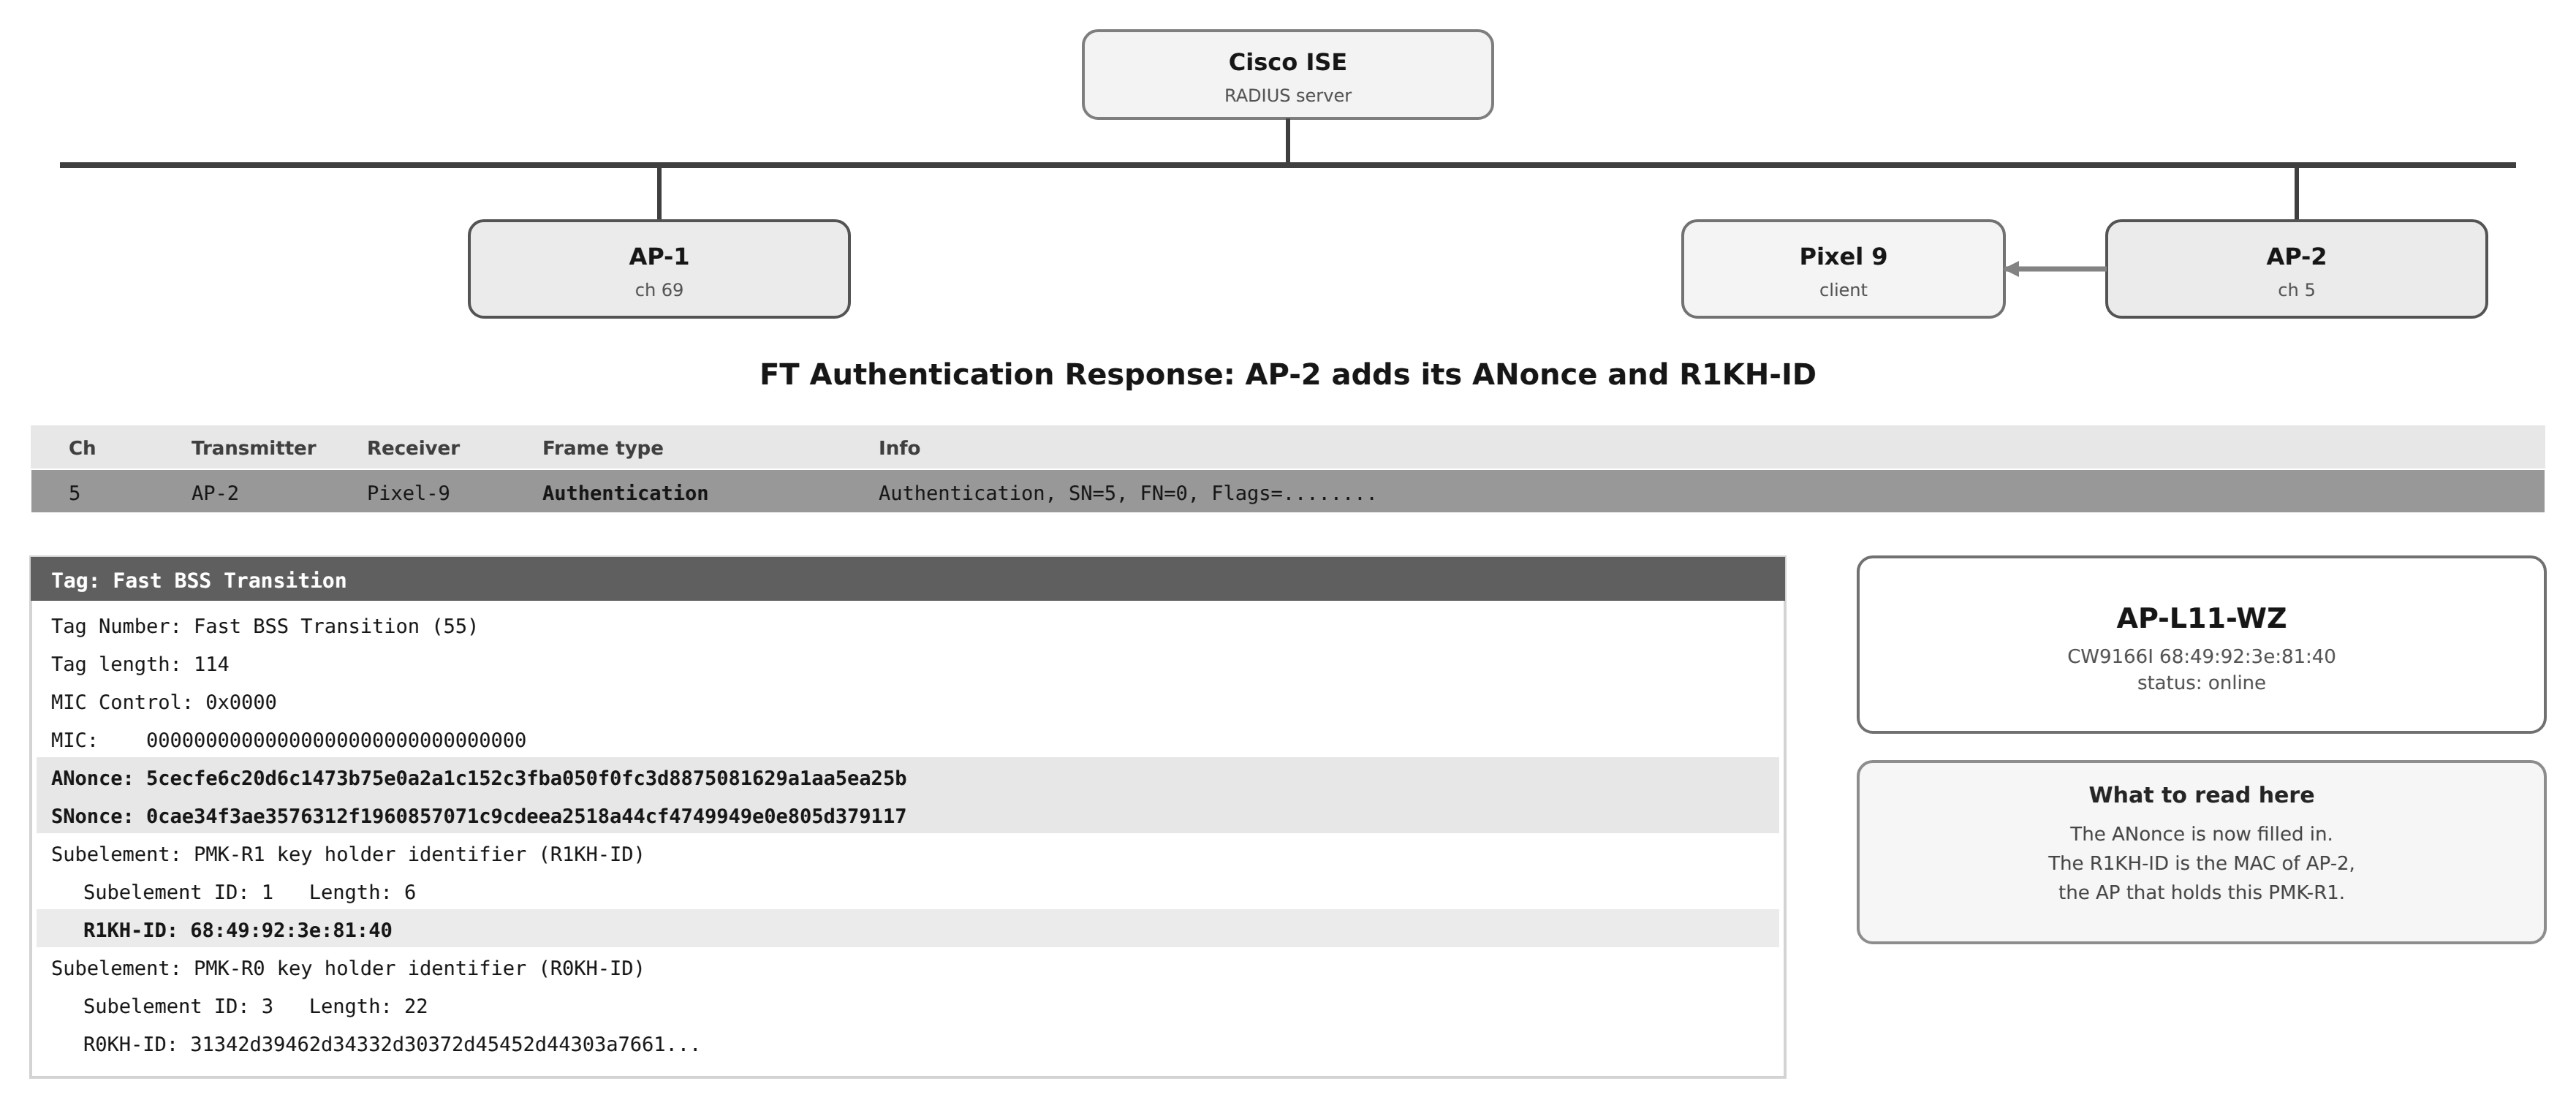 Cisco ISE
RADIUS server
AP-1
ch 69
Pixel 9
client
AP-2
ch 5
FT Authentication Response: AP-2 adds its ANonce and R1KH-ID
Ch Transmitter Receiver Frame type Info
5 AP-2 Pixel-9 Authentication Authentication, SN=5, FN=0, Flags=........
Tag: Fast BSS Transition
Tag Number: Fast BSS Transition (55)
Tag length: 114
MIC Control: 0x0000
MIC: 00000000000000000000000000000000
ANonce: 5cecfe6c20d6c1473b75e0a2a1c152c3fba050f0fc3d8875081629a1aa5ea25b
SNonce: 0cae34f3ae3576312f1960857071c9cdeea2518a44cf4749949e0e805d379117
Subelement: PMK-R1 key holder identifier (R1KH-ID)
Subelement ID: 1 Length: 6
R1KH-ID: 68:49:92:3e:81:40
Subelement: PMK-R0 key holder identifier (R0KH-ID)
Subelement ID: 3 Length: 22
R0KH-ID: 31342d39462d34332d30372d45452d44303a7661...
AP-L11-WZ
CW9166I 68:49:92:3e:81:40
status: online
What to read here
The ANonce is now filled in.
The R1KH-ID is the MAC of AP-2,
the AP that holds this PMK-R1.